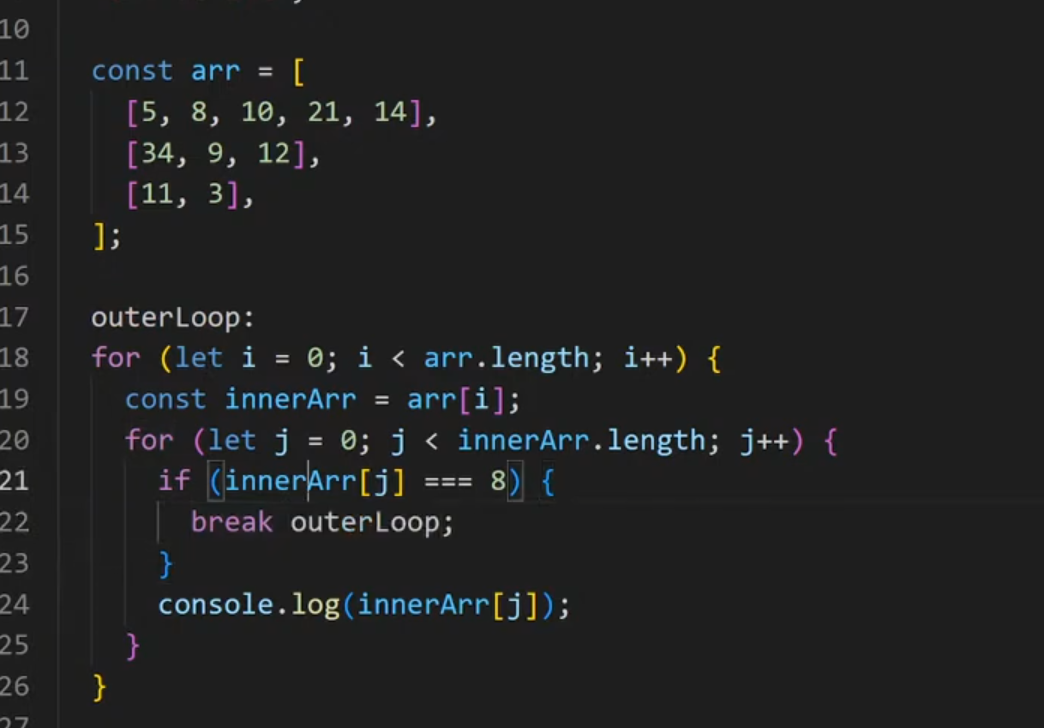 10
11 const arr = [
12 [5, 8, 10, 21, 14],
13 [34, 9, 12],
14 [11, 3],
15 ];
16
17 outerLoop:
18 for (let i = 0; i < arr.length; i++) {
19 const innerArr = arr[i];
20 for (let j = 0; j < innerArr.length; j++) {
21 if (innerArr[j] === 8) {
22 break outerLoop;
23 }
24 console.log(innerArr[j]);
25 }
26 }
27